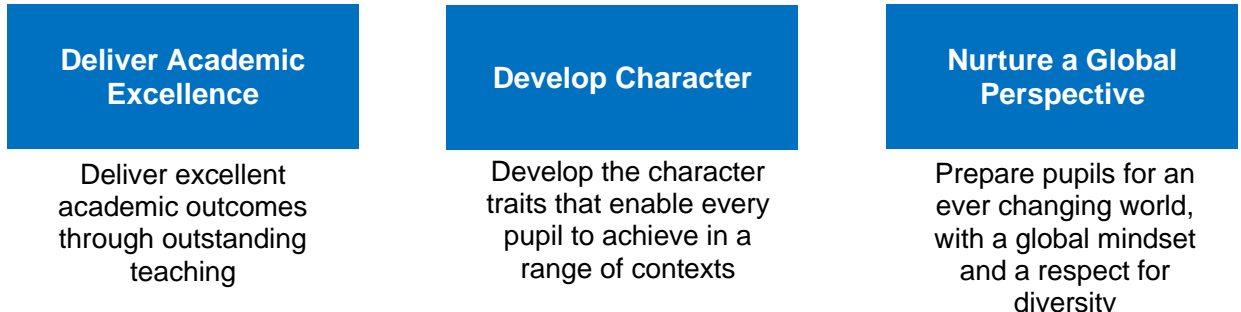 Deliver Academic
Excellence
Deliver excellent
academic outcomes
through outstanding
teaching
Develop Character
Develop the character
traits that enable every
pupil to achieve in a
range of contexts
Nurture a Global
Perspective
Prepare pupils for an
ever changing world,
with a global mindset
and a respect for
diversity